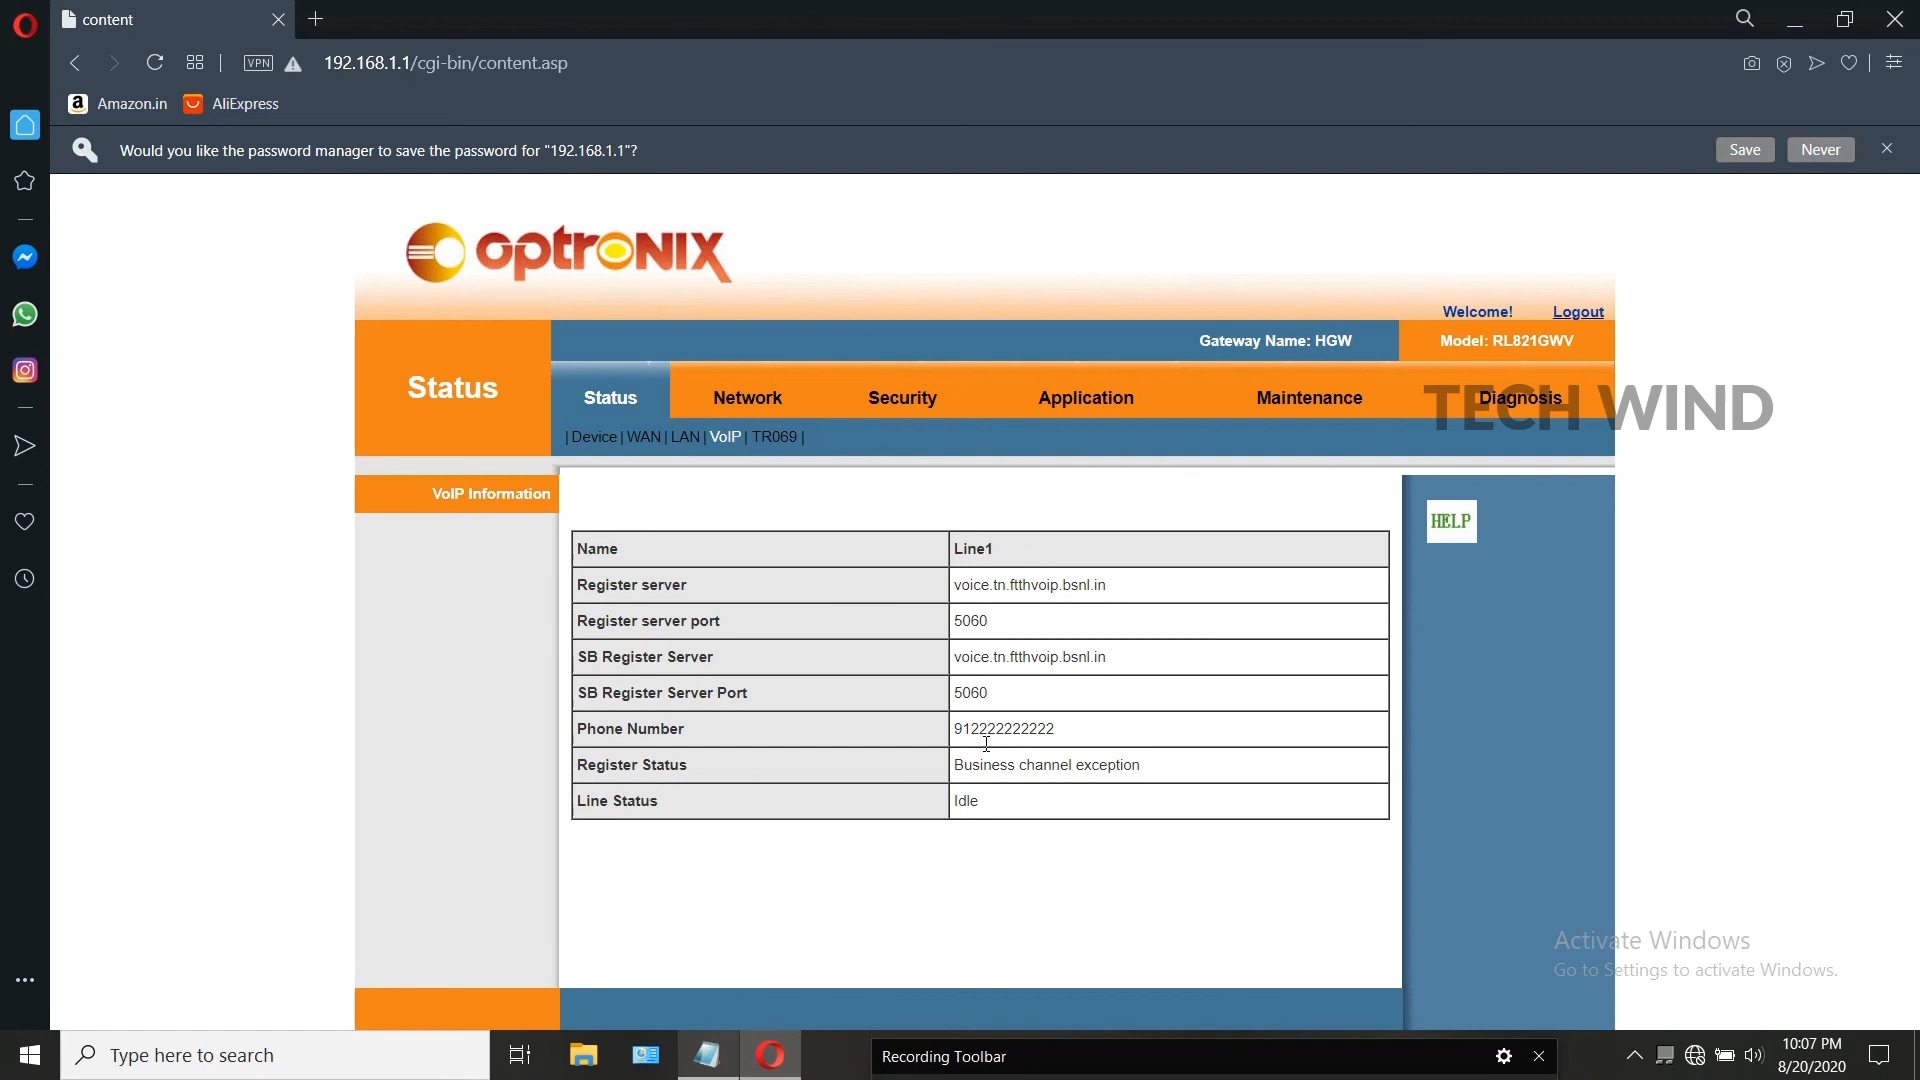 content
VPN
192.168.1.1/cgi-bin/content.asp
a Amazon.in AliExpress
Would you like the password manager to save the password for "192.168.1.1"?
Save Never
optronix
Welcome! Logout
Gateway Name: HGW Model: RL821GWV
Status
Status Network Security Application Maintenance Diagnosis
TECH WIND
| Device | WAN | LAN | VoIP | TR069 |
VoIP Information
HELP
Name Line1
Register server voice.tn.ftthvoip.bsnl.in
Register server port 5060
SB Register Server voice.tn.ftthvoip.bsnl.in
SB Register Server Port 5060
Phone Number 912222222222
Register Status Business channel exception
Line Status Idle
Activate Windows
Go to Settings to activate Windows.
Type here to search
Recording Toolbar
10:07 PM
8/20/2020